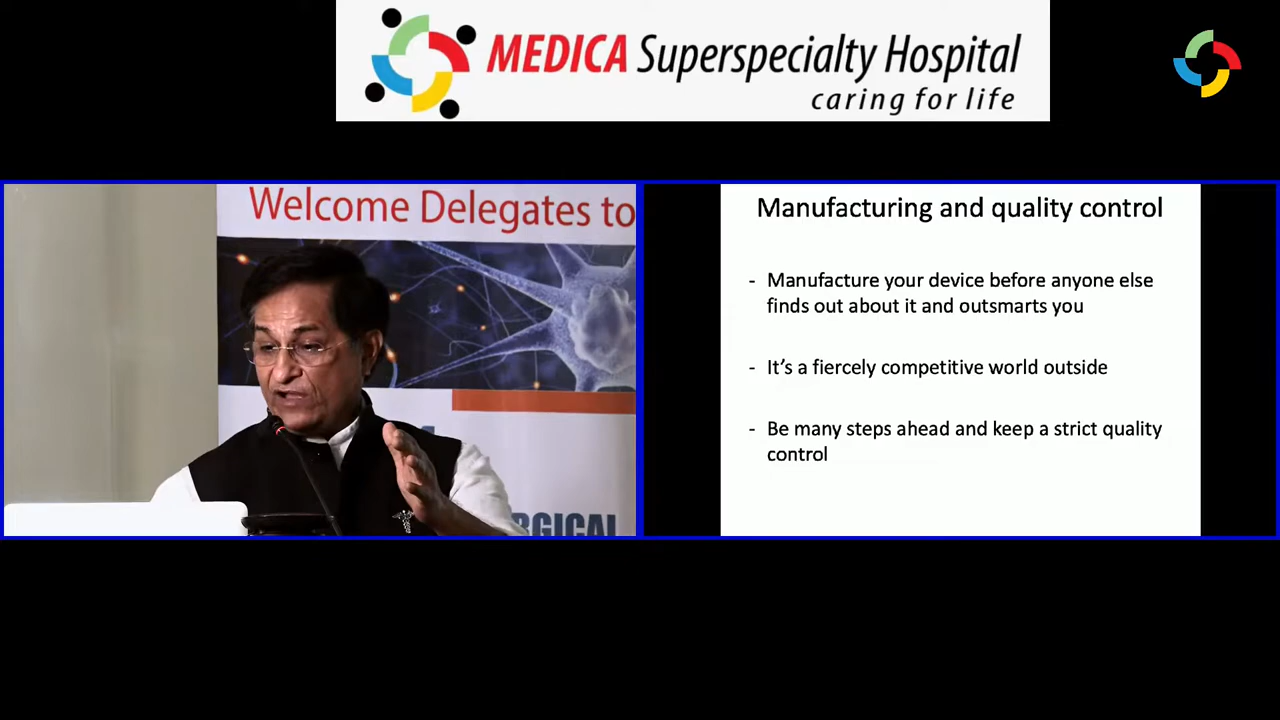 MEDICA Superspecialty Hospital
caring for life
Welcome Delegates to
Manufacturing and quality control
- Manufacture your device before anyone else
finds out about it and outsmarts you
- It's a fiercely competitive world outside
- Be many steps ahead and keep a strict quality
control